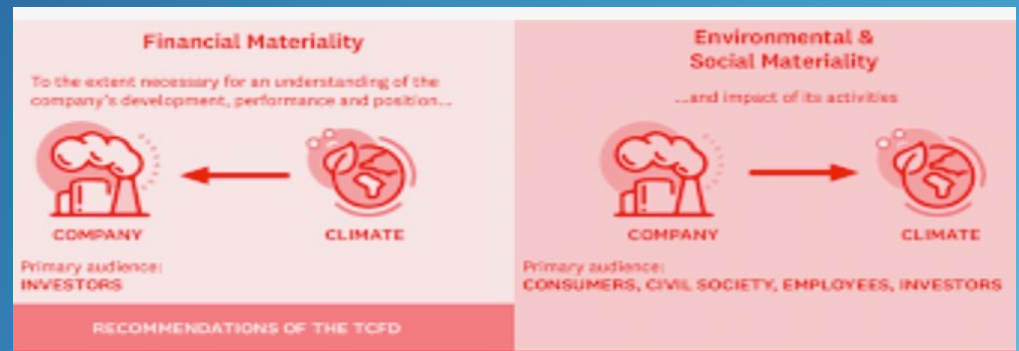 Financial Materiality
To the extent necessary for an understanding of the
company's development, performance and position...
COMPANY
CLIMATE
Primary audience:
INVESTORS
RECOMMENDATIONS OF THE TCFD
Environmental &
Social Materiality
...and impact of its activities
COMPANY
CLIMATE
Primary audience:
CONSUMERS, CIVIL SOCIETY, EMPLOYEES, INVESTORS